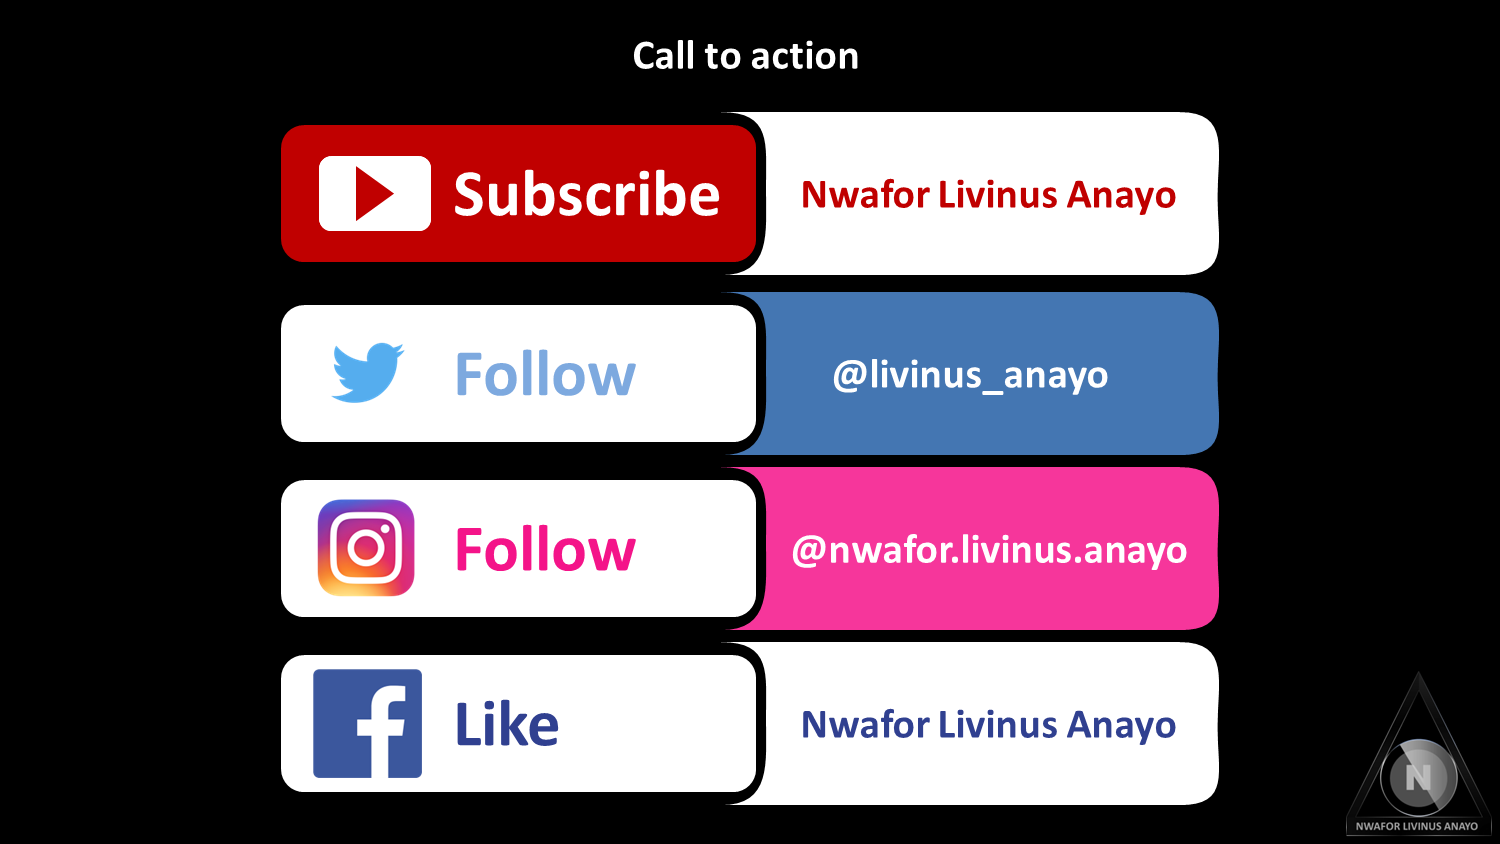 Call to action
Subscribe
Nwafor Livinus Anayo
Follow
@livinus_anayo
Follow
@nwafor.livinus.anayo
Like
Nwafor Livinus Anayo
N
NWAFOR LIVINUS ANAYO